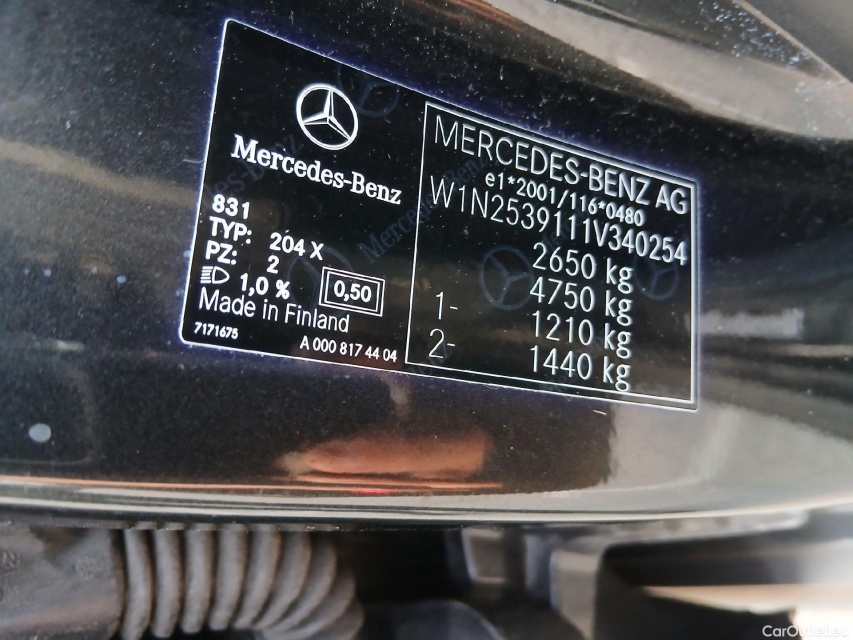 Mercedes-Benz
831
TYP: 204 X
PZ: 2
1,0 % 0,50
Made in Finland
7171675
A 000 817 44 04
MERCEDES-BENZ AG
e1*2001/116*0480
W1N2539111V340254
2650 kg
4750 kg
1- 1210 kg
2- 1440 kg